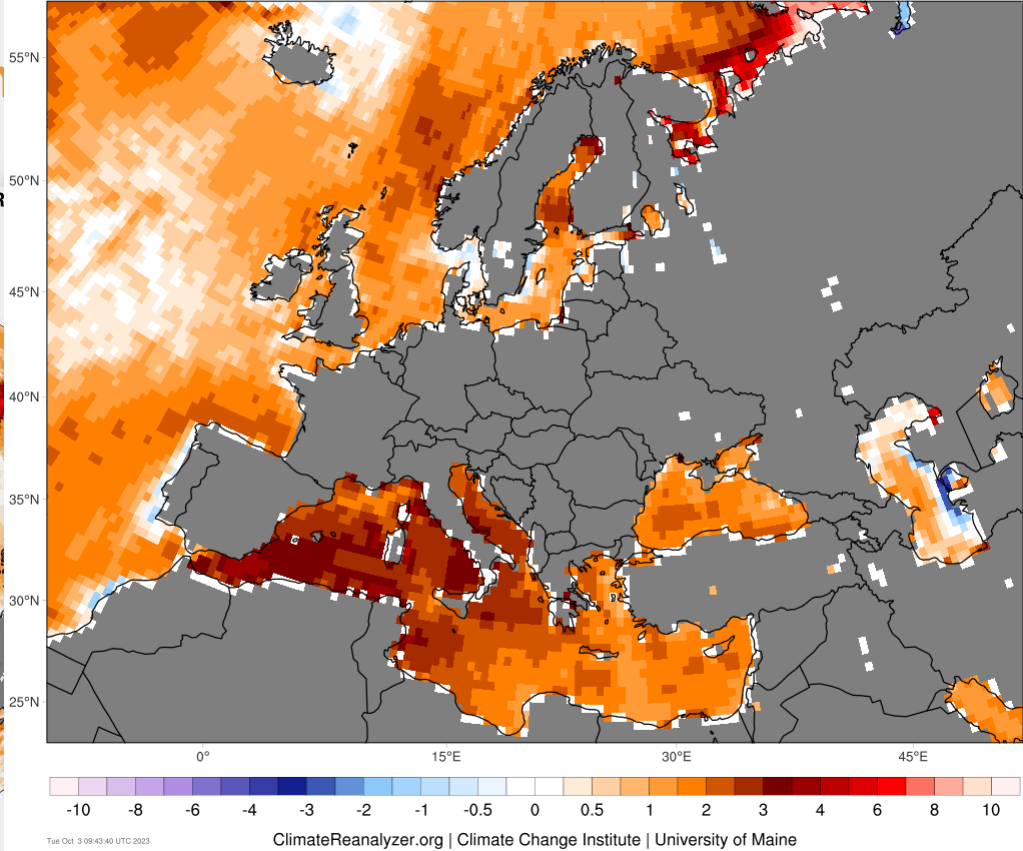 55°N
50°N
45°N
40°N
35°N
30°N
25°N
0° 15°E 30°E 45°E
-10 -8 -6 -4 -3 -2 -1 -0.5 0 0.5 1 2 3 4 6 8 10
Tue Oct 3 09:43:40 UTC 2023
ClimateReanalyzer.org | Climate Change Institute | University of Maine